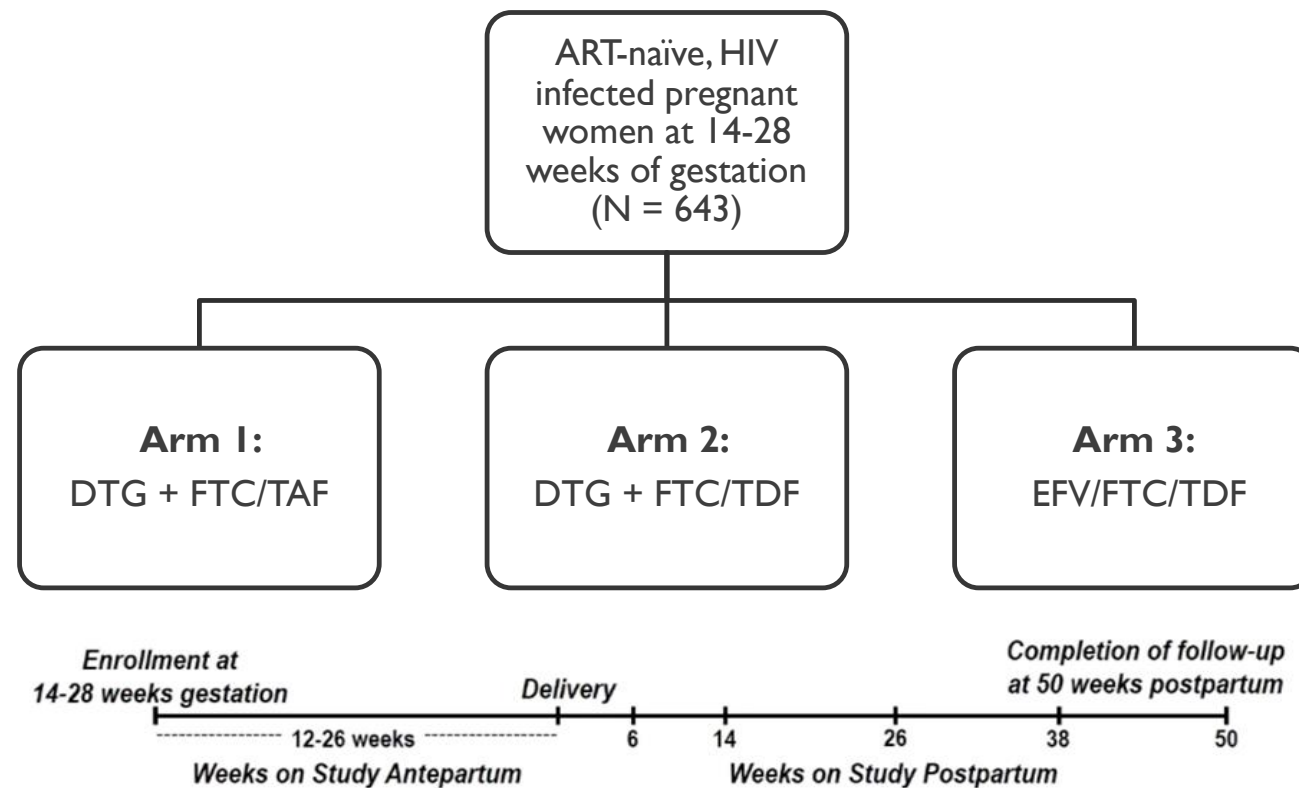 ART-naïve, HIV
infected pregnant
women at 14-28
weeks of gestation
(N = 643)
Arm 1:
DTG + FTC/TAF
Arm 2:
DTG + FTC/TDF
Arm 3:
EFV/FTC/TDF
Enrollment at
14-28 weeks gestation
Delivery
Completion of follow-up
at 50 weeks postpartum
12-26 weeks
6 14 26 38 50
Weeks on Study Antepartum
Weeks on Study Postpartum